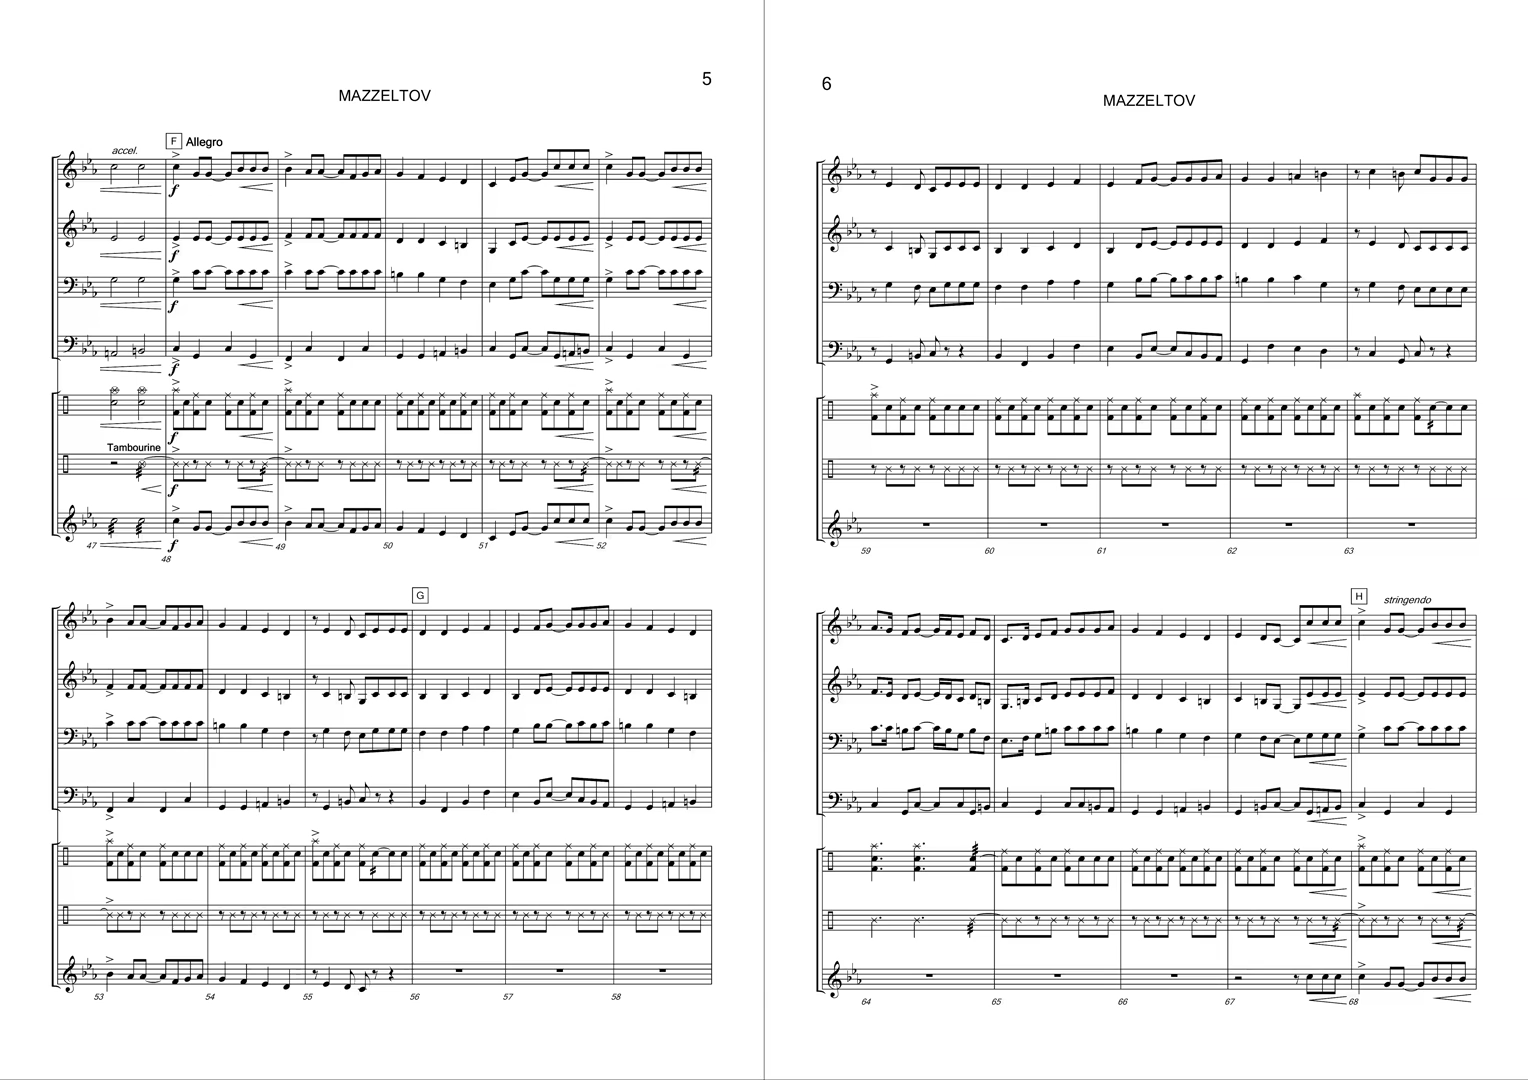 5
MAZZELTOV
accel.
F Allegro
f
f
f
f
f
Tambourine
f
f
47 48 49 50 51 52
G
53 54 55 56 57 58
6
MAZZELTOV
59 60 61 62 63
H stringendo
64 65 66 67 68